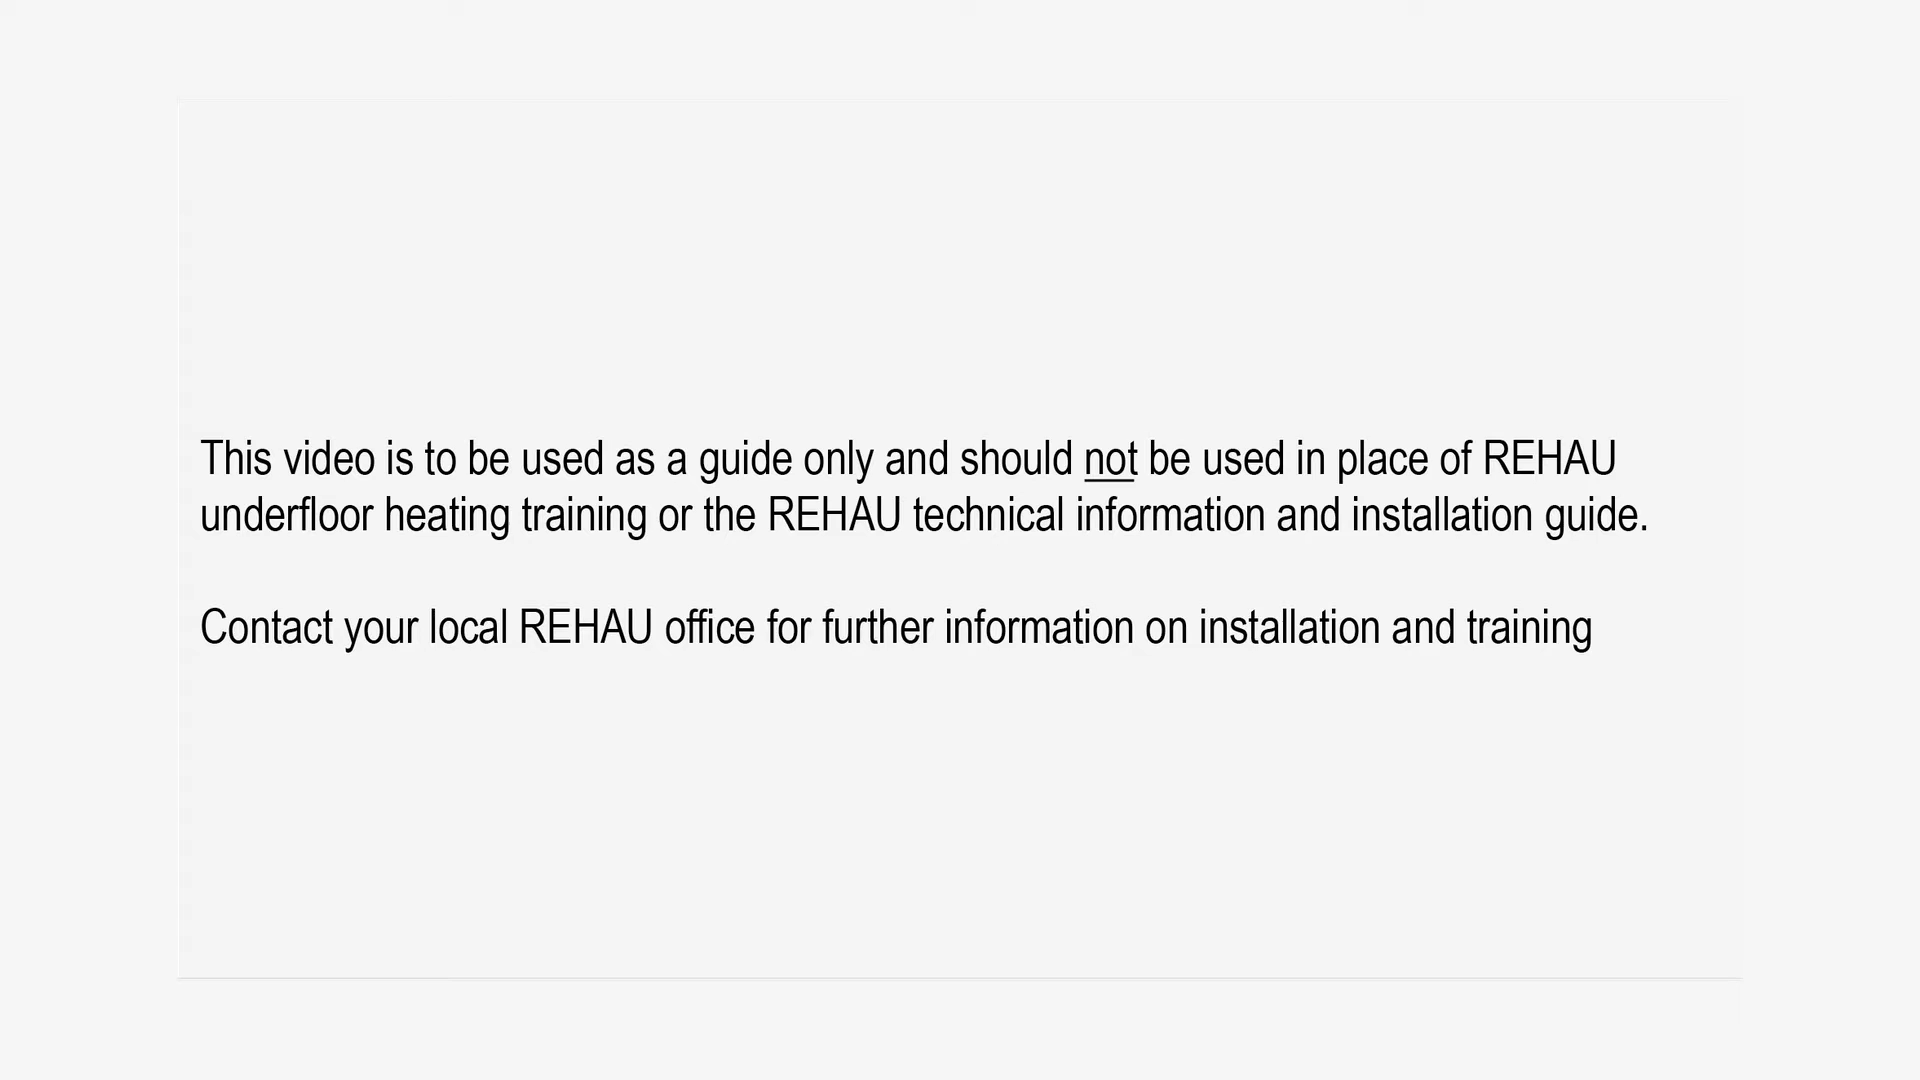 This video is to be used as a guide only and should not be used in place of REHAU
underfloor heating training or the REHAU technical information and installation guide.
Contact your local REHAU office for further information on installation and training